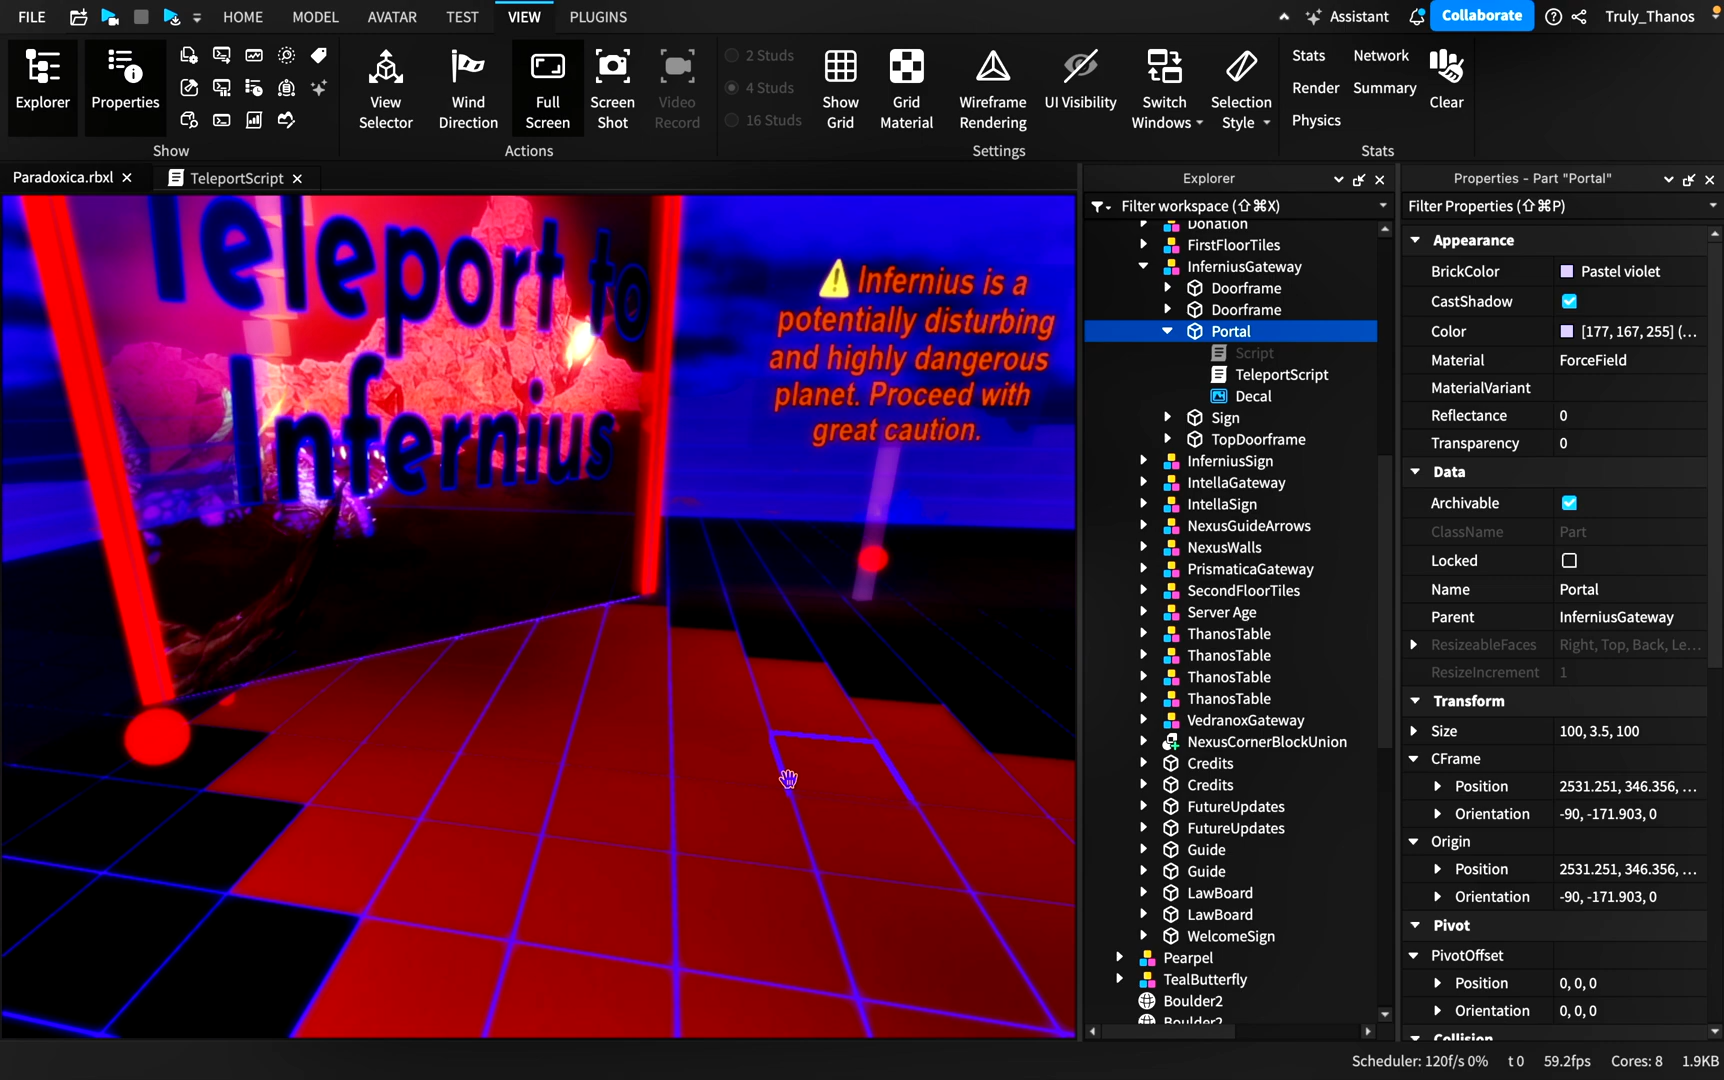 FILE HOME MODEL AVATAR TEST VIEW PLUGINS Assistant Collaborate Truly_Thanos
Explorer Properties View Selector Wind Direction Full Screen Screen Shot Video Record 2 Studs 4 Studs 16 Studs Show Grid Grid Material Wireframe Rendering UI Visibility Switch Windows Selection Style Stats Network Render Summary Physics Clear
Show Actions Settings Stats
Paradoxica.rbxl TeleportScript
Teleport to
Infernius
⚠️ Infernius is a
potentially disturbing
and highly dangerous
planet. Proceed with
great caution.
Explorer
Filter workspace (⇧⌘X)
Donation
FirstFloorTiles
InferniusGateway
Doorframe
Doorframe
Portal
Script
TeleportScript
Decal
Sign
TopDoorframe
InferniusSign
IntellaGateway
IntellaSign
NexusGuideArrows
NexusWalls
PrismaticaGateway
SecondFloorTiles
Server Age
ThanosTable
ThanosTable
ThanosTable
ThanosTable
VedranoxGateway
NexusCornerBlockUnion
Credits
Credits
FutureUpdates
FutureUpdates
Guide
Guide
LawBoard
LawBoard
WelcomeSign
Pearpel
TealButterfly
Boulder2
Boulder2
Properties - Part "Portal"
Filter Properties (⇧⌘P)
Appearance
BrickColor Pastel violet
CastShadow
Color [177, 167, 255] (...
Material ForceField
MaterialVariant
Reflectance 0
Transparency 0
Data
Archivable
ClassName Part
Locked
Name Portal
Parent InferniusGateway
ResizeableFaces Right, Top, Back, Le...
ResizeIncrement 1
Transform
Size 100, 3.5, 100
CFrame
Position 2531.251, 346.356, ...
Orientation -90, -171.903, 0
Origin
Position 2531.251, 346.356, ...
Orientation -90, -171.903, 0
Pivot
PivotOffset
Position 0, 0, 0
Orientation 0, 0, 0
Collision
Scheduler: 120f/s 0% t 0 59.2fps Cores: 8 1.9KB